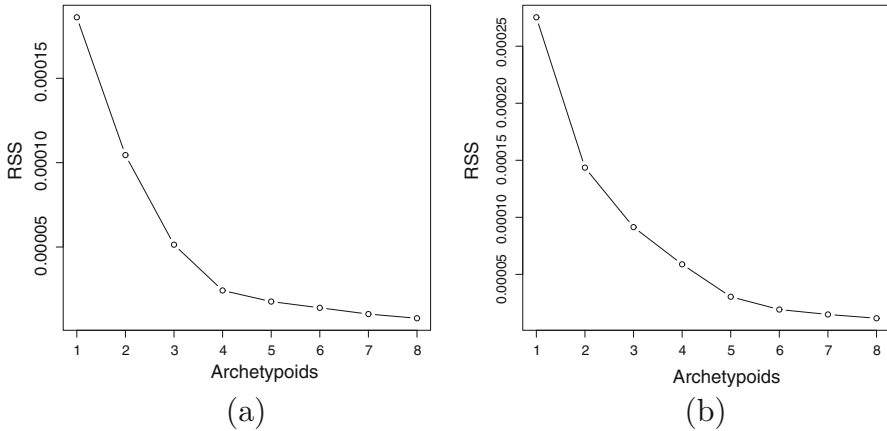 0.00015
0.00010
0.00005
RSS
1 2 3 4 5 6 7 8
Archetypoids
(a)
0.00025
0.00020
0.00015
0.00010
0.00005
RSS
1 2 3 4 5 6 7 8
Archetypoids
(b)